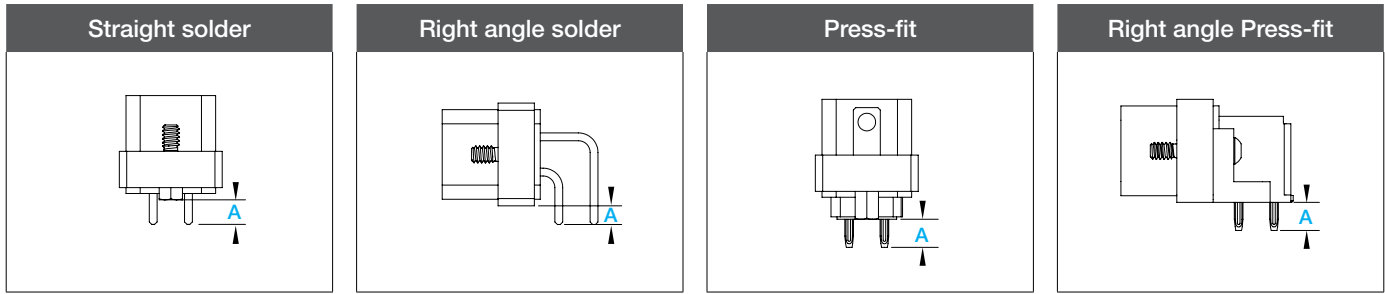 Straight solder
Right angle solder
Press-fit
Right angle Press-fit
A
A
A
A